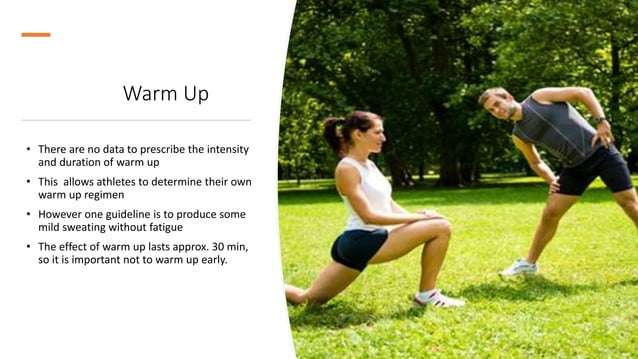 Warm Up
• There are no data to prescribe the intensity
and duration of warm up
• This  allows athletes to determine their own
warm up regimen
• However one guideline is to produce some
mild sweating without fatigue
• The effect of warm up lasts approx. 30 min,
so it is important not to warm up early.